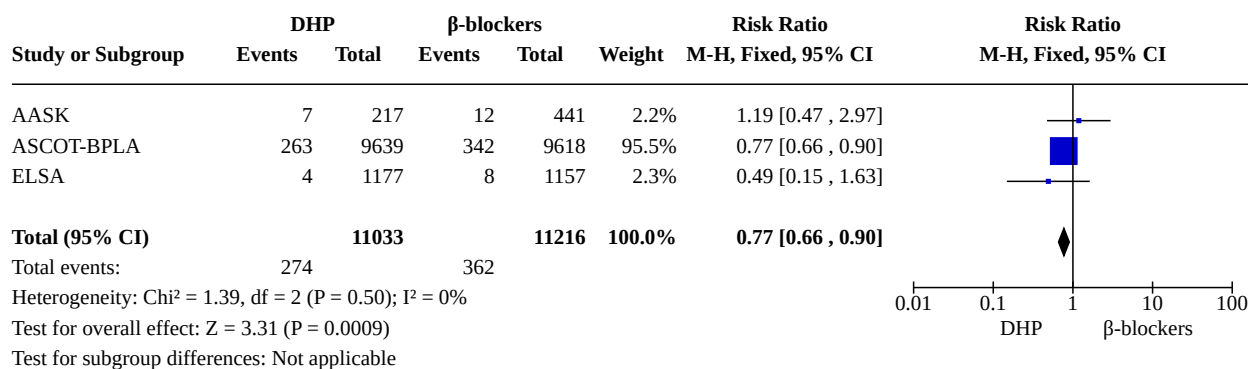 DHP β-blockers Risk Ratio Risk Ratio
Study or Subgroup Events Total Events Total Weight M-H, Fixed, 95% CI M-H, Fixed, 95% CI
AASK 7 217 12 441 2.2% 1.19 [0.47 , 2.97]
ASCOT-BPLA 263 9639 342 9618 95.5% 0.77 [0.66 , 0.90]
ELSA 4 1177 8 1157 2.3% 0.49 [0.15 , 1.63]
Total (95% CI) 11033 11216 100.0% 0.77 [0.66 , 0.90]
Total events: 274 362
Heterogeneity: Chi² = 1.39, df = 2 (P = 0.50); I² = 0%
0.01 0.1 1 10 100
Test for overall effect: Z = 3.31 (P = 0.0009)
DHP β-blockers
Test for subgroup differences: Not applicable